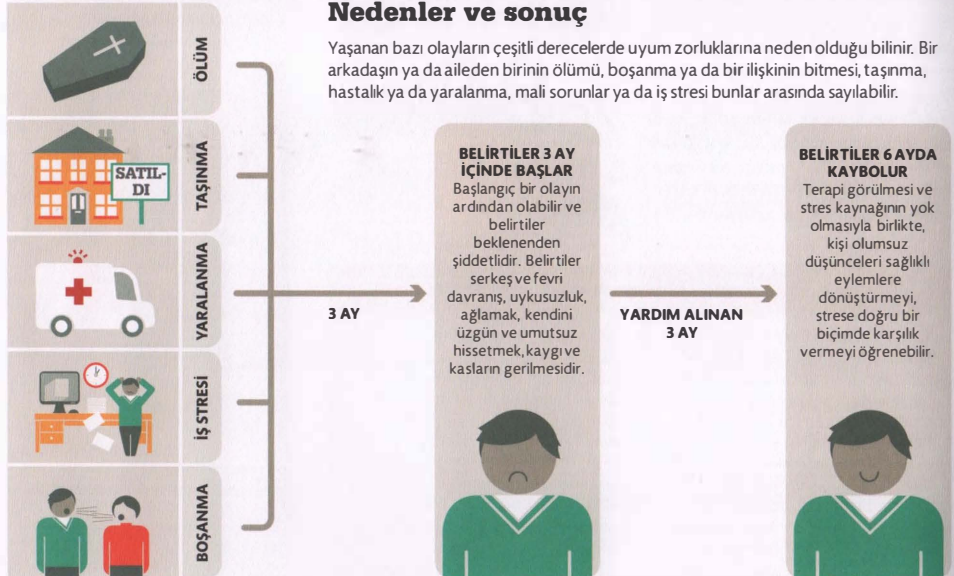 Nedenler ve sonuç
Yaşanan bazı olayların çeşitli derecelerde uyum zorluklarına neden olduğu bilinir. Bir
arkadaşın ya da aileden birinin ölümü, boşanma ya da bir ilişkinin bitmesi, taşınma,
hastalık ya da yaralanma, mali sorunlar ya da iş stresi bunlar arasında sayılabilir.
ÖLÜM
SATIL-
DI
TAŞINMA
YARALANMA
İŞ STRESİ
BOŞANMA
3 AY
BELİRTİLER 3 AY
İÇİNDE BAŞLAR
Başlangıç bir olayın
ardından olabilir ve
belirtiler
beklenenden
şiddetlidir. Belirtiler
serkeş ve fevri
davranış, uykusuzluk,
ağlamak, kendini
üzgün ve umutsuz
hissetmek, kaygı ve
kasların gerilmesidir.
YARDIM ALINAN
3 AY
BELİRTİLER 6 AYDA
KAYBOLUR
Terapi görülmesi ve
stres kaynağının yok
olmasıyla birlikte,
kişi olumsuz
düşünceleri sağlıklı
eylemlere
dönüştürmeyi,
strese doğru bir
biçimde karşılık
vermeyi öğrenebilir.